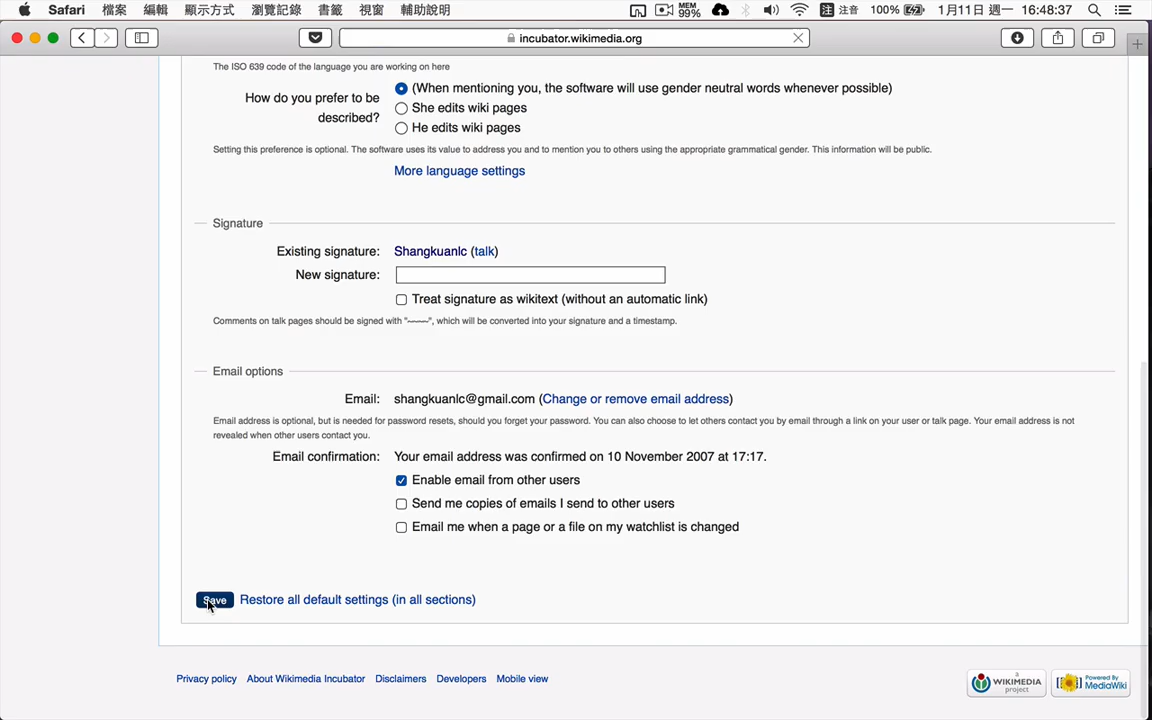 Safari 檔案 編輯 顯示方式 瀏覽記錄 書籤 視窗 輔助說明 MEM 99% 注 注音 100% 1月11日 週一 16:48:37
incubator.wikimedia.org
The ISO 639 code of the language you are working on here
How do you prefer to be described?
(When mentioning you, the software will use gender neutral words whenever possible)
She edits wiki pages
He edits wiki pages
Setting this preference is optional. The software uses its value to address you and to mention you to others using the appropriate grammatical gender. This information will be public.
More language settings
Signature
Existing signature: Shangkuanlc (talk)
New signature:
Treat signature as wikitext (without an automatic link)
Comments on talk pages should be signed with "~~~~", which will be converted into your signature and a timestamp.
Email options
Email: shangkuanlc@gmail.com (Change or remove email address)
Email address is optional, but is needed for password resets, should you forget your password. You can also choose to let others contact you by email through a link on your user or talk page. Your email address is not
revealed when other users contact you.
Email confirmation: Your email address was confirmed on 10 November 2007 at 17:17.
Enable email from other users
Send me copies of emails I send to other users
Email me when a page or a file on my watchlist is changed
Save Restore all default settings (in all sections)
Privacy policy About Wikimedia Incubator Disclaimers Developers Mobile view
a WIKIMEDIA project
Powered By MediaWiki